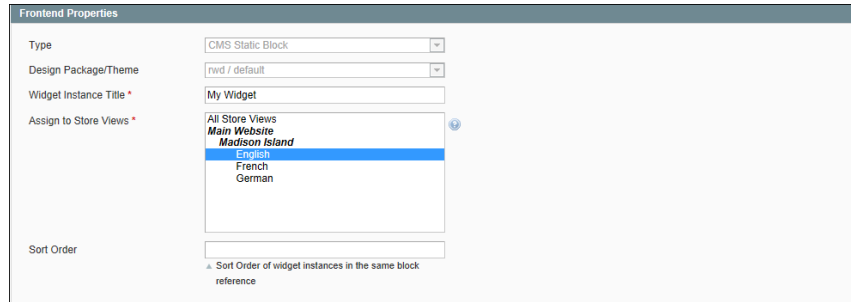 Frontend Properties
Type
CMS Static Block
Design Package/Theme
rwd / default
Widget Instance Title *
My Widget
Assign to Store Views *
All Store Views
Main Website
Madison Island
English
French
German
Sort Order
Sort Order of widget instances in the same block
reference